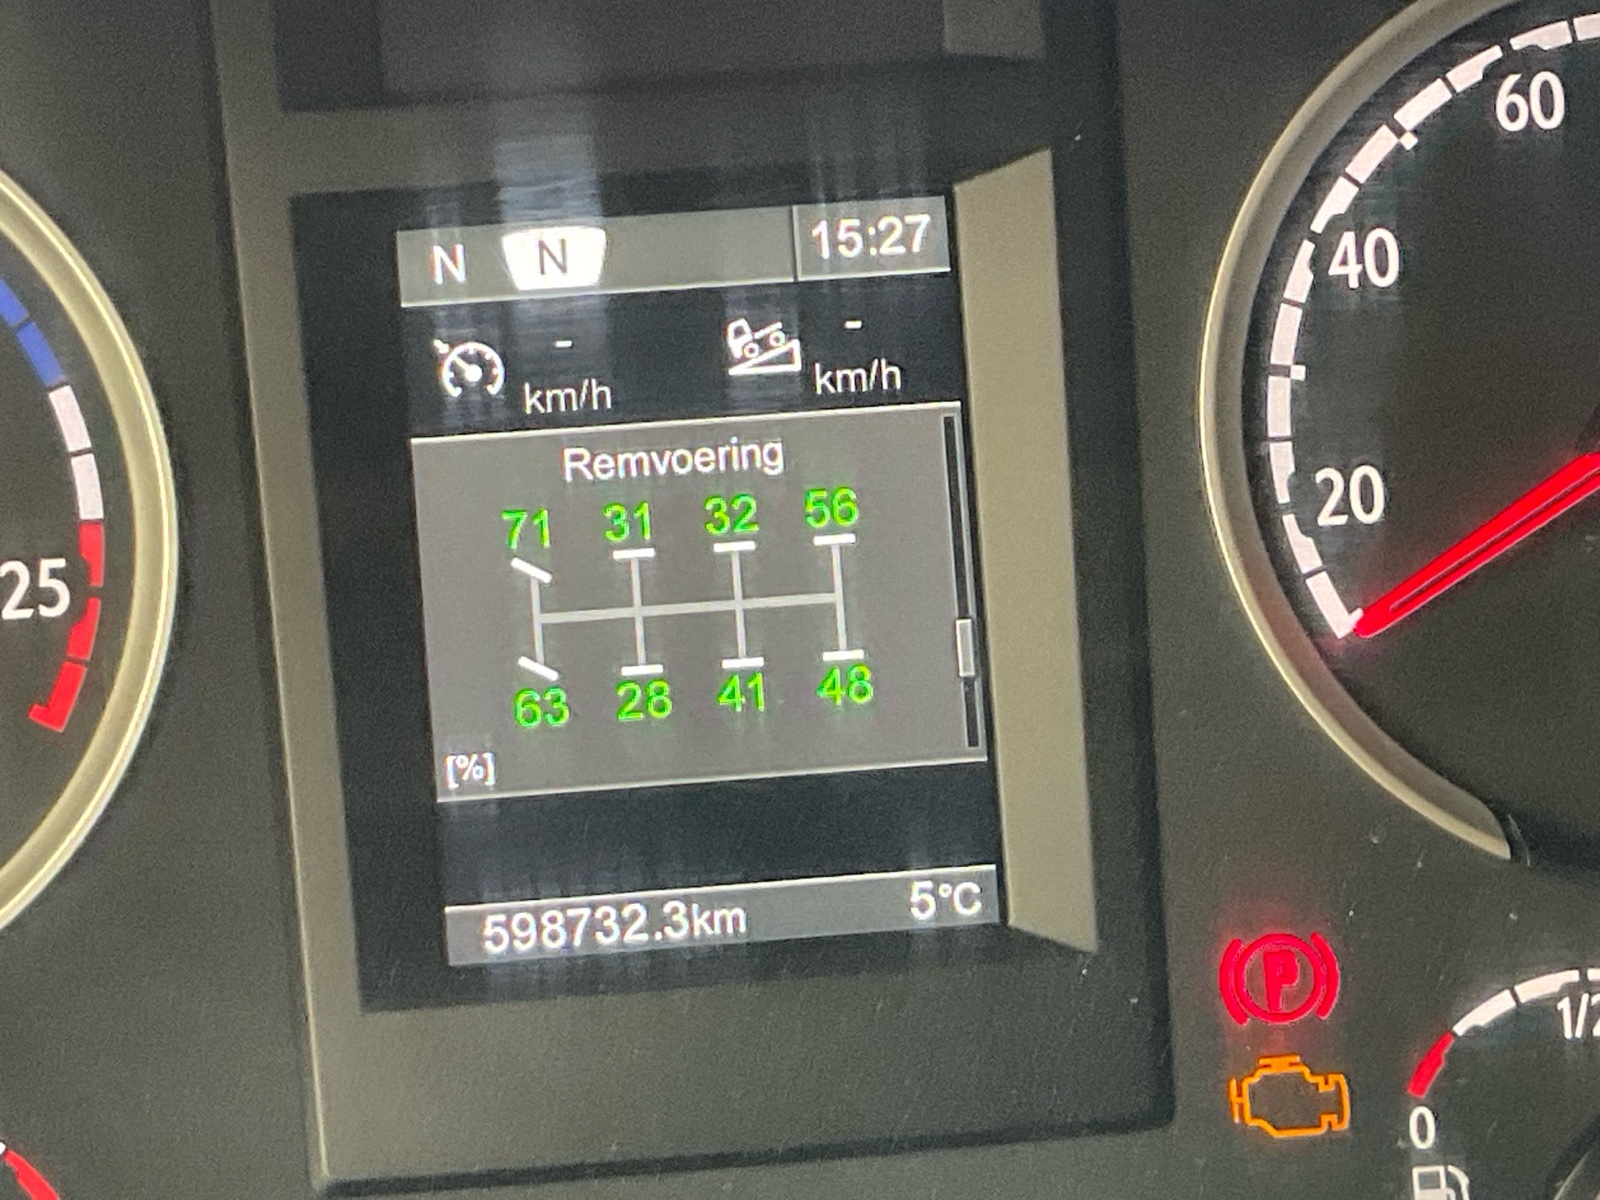 N N 15:27
60
40
- km/h - km/h
Remvoering
71 31 32 56
20
25
63 28 41 48
[%]
598732.3km 5°C
P
1/2
0